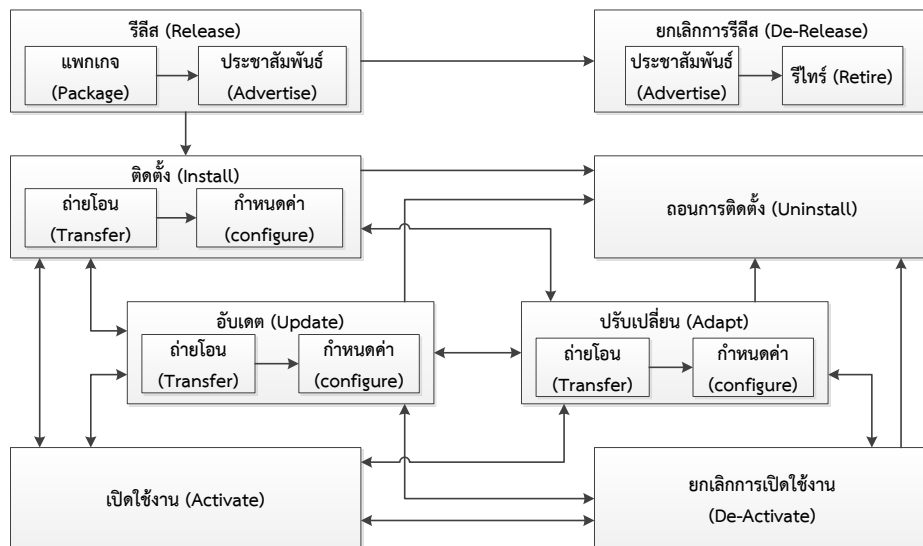 รีลีส (Release)
แพกเกจ
(Package)
ประชาสัมพันธ์
(Advertise)
ยกเลิกการรีลีส (De-Release)
ประชาสัมพันธ์
(Advertise)
รีไทร์ (Retire)
ติดตั้ง (Install)
ถ่ายโอน
(Transfer)
กำหนดค่า
(configure)
ถอนการติดตั้ง (Uninstall)
อับเดต (Update)
ถ่ายโอน
(Transfer)
กำหนดค่า
(configure)
ปรับเปลี่ยน (Adapt)
ถ่ายโอน
(Transfer)
กำหนดค่า
(configure)
เปิดใช้งาน (Activate)
ยกเลิกการเปิดใช้งาน
(De-Activate)